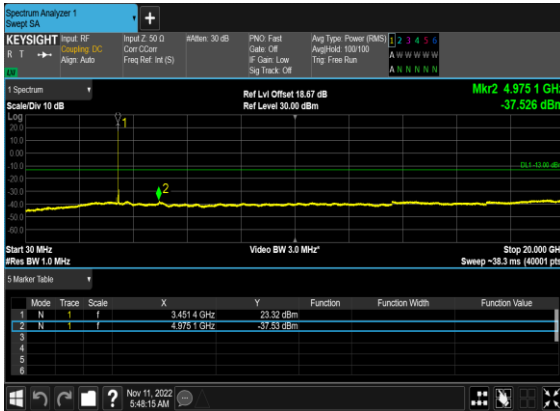 Spectrum Analyzer 1
Swept SA
+
KEYSIGHT Input: RF Input Z: 50 Ω #Atten: 30 dB PNO: Fast Avg Type: Power (RMS) 1 2 3 4 5 6
R T Coupling: DC Corr CCorr Gate: Off Avg|Hold: 100/100 A W W W W W
Align: Auto Freq Ref: Int (S) IF Gain: Low Trig: Free Run
Sig Track: Off A N N N N N
1 Spectrum Ref Lvl Offset 18.67 dB Mkr2 4.975 1 GHz
Scale/Div 10 dB Ref Level 30.00 dBm -37.526 dBm
Log
20.0
10.0
0.00
-10.0
-20.0
-30.0
-40.0
-50.0
-60.0
1
DL1 -13.00 dBm
2
Start 30 MHz Video BW 3.0 MHz* Stop 20.000 GHz
#Res BW 1.0 MHz Sweep ~38.3 ms (40001 pts)
5 Marker Table
Mode Trace Scale X Y Function Function Width Function Value
1 N 1 f 3.451 4 GHz 23.32 dBm
2 N 1 f 4.975 1 GHz -37.53 dBm
3
4
5
6
? Nov 11, 2022
5:48:15 AM